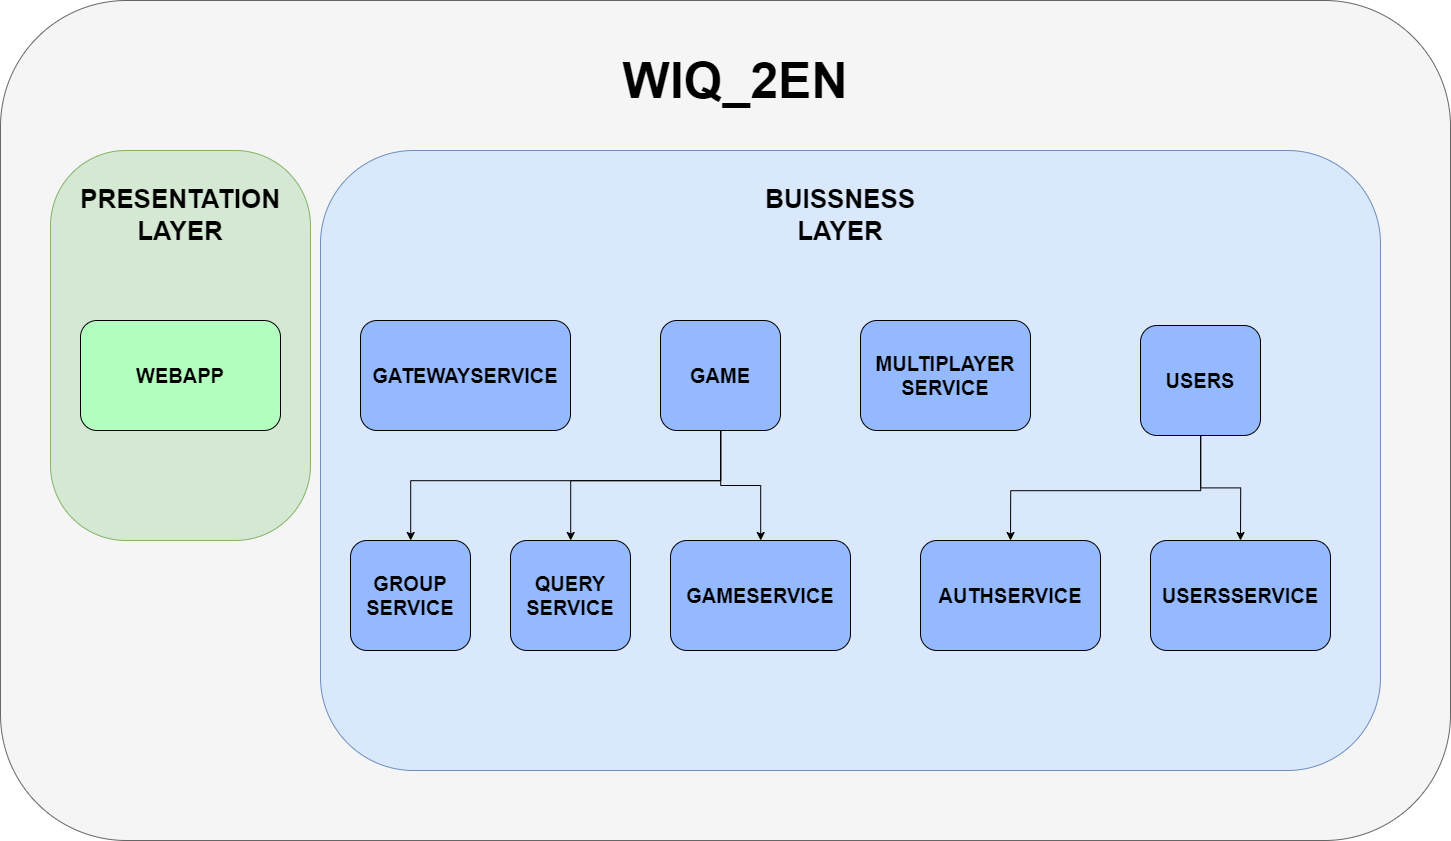 WIQ_2EN
PRESENTATION
LAYER
WEBAPP
BUISSNESS
LAYER
GATEWAYSERVICE
GAME
MULTIPLAYER
SERVICE
USERS
GROUP
SERVICE
QUERY
SERVICE
GAMESERVICE
AUTHSERVICE
USERSSERVICE